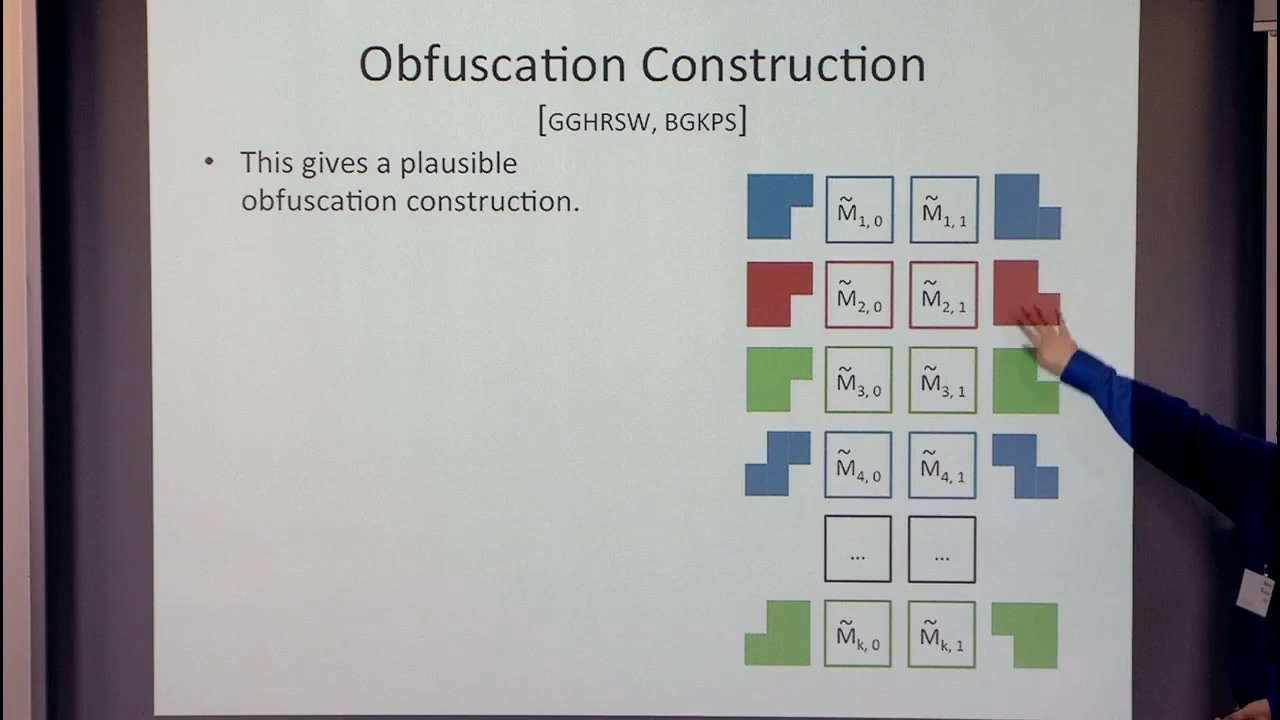 Obfuscation Construction
[GGHRSW, BGKPS]
• This gives a plausible
obfuscation construction.
M̃1, 0 M̃1, 1
M̃2, 0 M̃2, 1
M̃3, 0 M̃3, 1
M̃4, 0 M̃4, 1
... ...
M̃k, 0 M̃k, 1